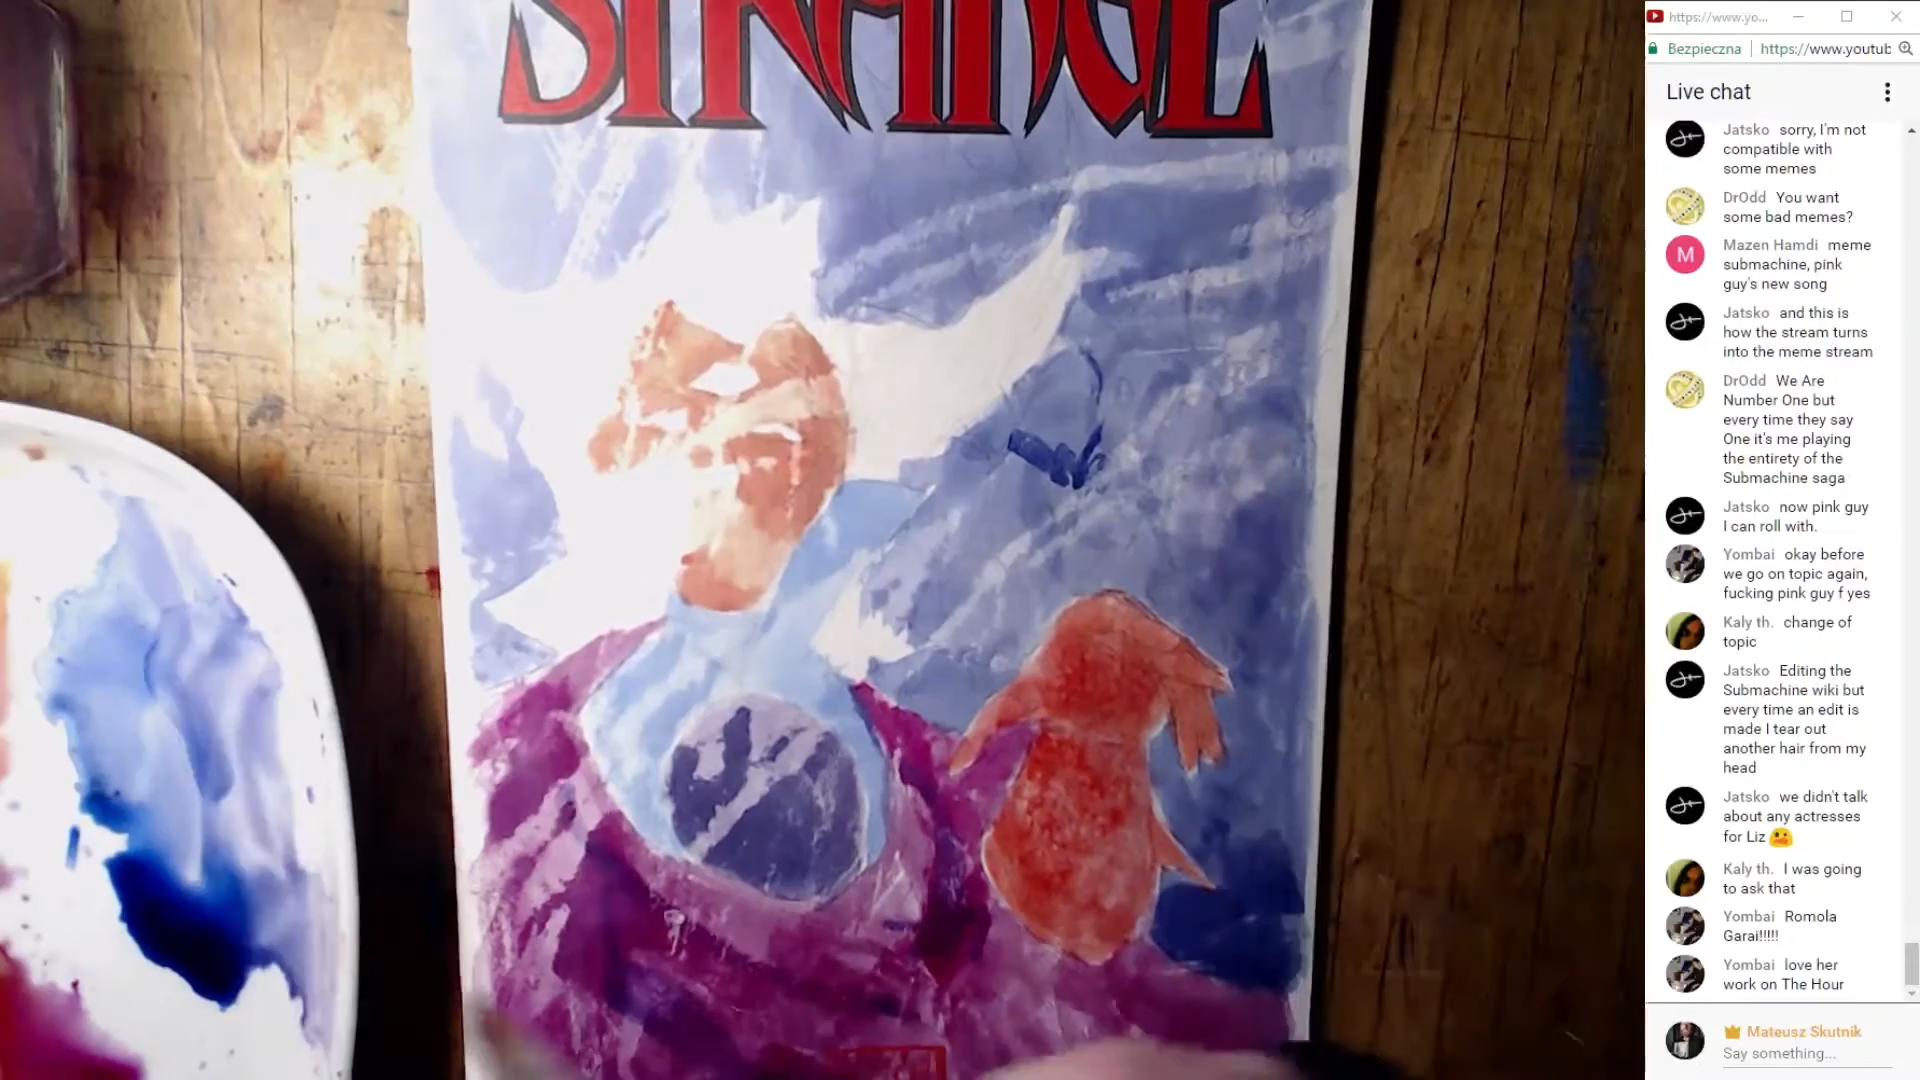 STRANGE
https://www.yo...
Bezpieczna
https://www.youtub
Live chat
Jatsko sorry, I'm not
compatible with
some memes
DrOdd You want
some bad memes?
M
Mazen Hamdi meme
submachine, pink
guy's new song
Jatsko and this is
how the stream turns
into the meme stream
DrOdd We Are
Number One but
every time they say
One it's me playing
the entirety of the
Submachine saga
Jatsko now pink guy
I can roll with.
Yombai okay before
we go on topic again,
fucking pink guy f yes
Kaly th. change of
topic
Jatsko Editing the
Submachine wiki but
every time an edit is
made I tear out
another hair from my
head
Jatsko we didn't talk
about any actresses
for Liz
Kaly th. I was going
to ask that
Yombai Romola
Garai!!!!!
Yombai love her
work on The Hour
Mateusz Skutnik
Say something...